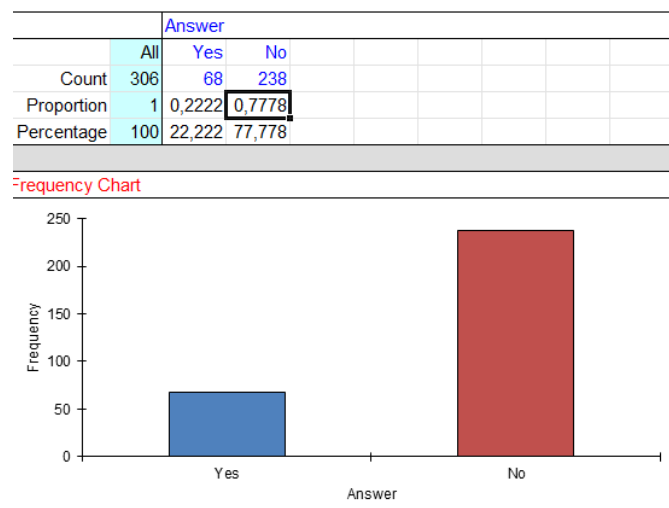 Answer
All Yes No
Count 306 68 238
Proportion 1 0,2222 0,7778
Percentage 100 22,222 77,778
Frequency Chart
250
200
150
100
50
0
Frequency
Yes No
Answer